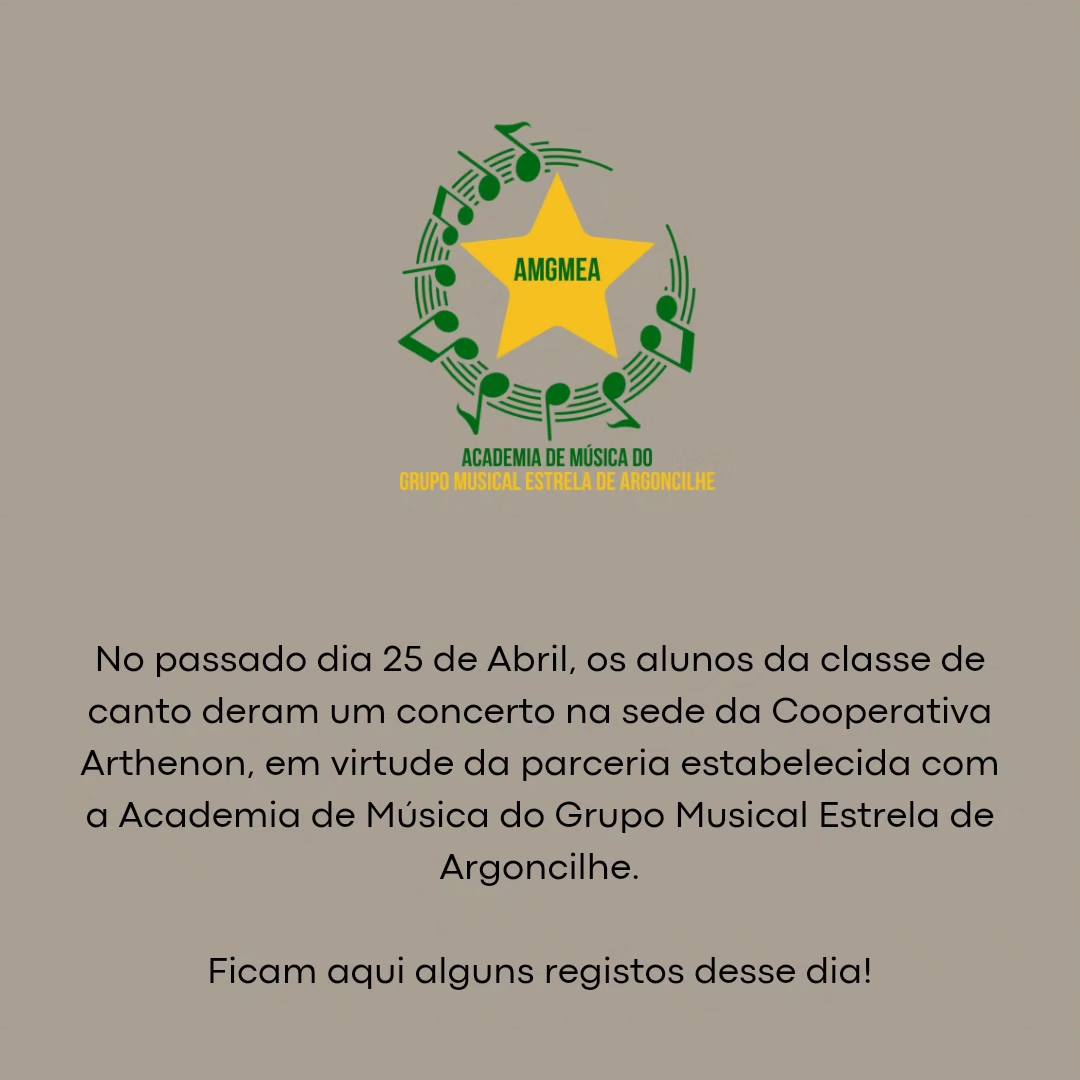 AMGMEA
ACADEMIA DE MÚSICA DO
GRUPO MUSICAL ESTRELA DE ARGONCILHE
No passado dia 25 de Abril, os alunos da classe de
canto deram um concerto na sede da Cooperativa
Arthenon, em virtude da parceria estabelecida com
a Academia de Música do Grupo Musical Estrela de
Argoncilhe.
Ficam aqui alguns registos desse dia!